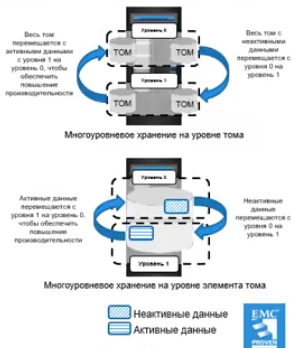 Весь том
перемещается с
активными данными
с уровня 1 на
уровень 0, чтобы
обеспечить
повышение
производительности
Уровень 0
ТОМ ТОМ
Уровень 1
ТОМ ТОМ
Весь том с
неактивными
данными
перемещается с
уровня 0 на
уровень 1
Многоуровневое хранение на уровне тома
Активные данные
перемещаются с
уровня 1 на уровень 0,
чтобы обеспечить
повышение
производительности
Уровень 0
Уровень 1
Неактивные
данные
перемещаются с
уровня 0 на
уровень 1
Многоуровневое хранение на уровне элемента тома
Неактивные данные
Активные данные
EMC²
PROVEN